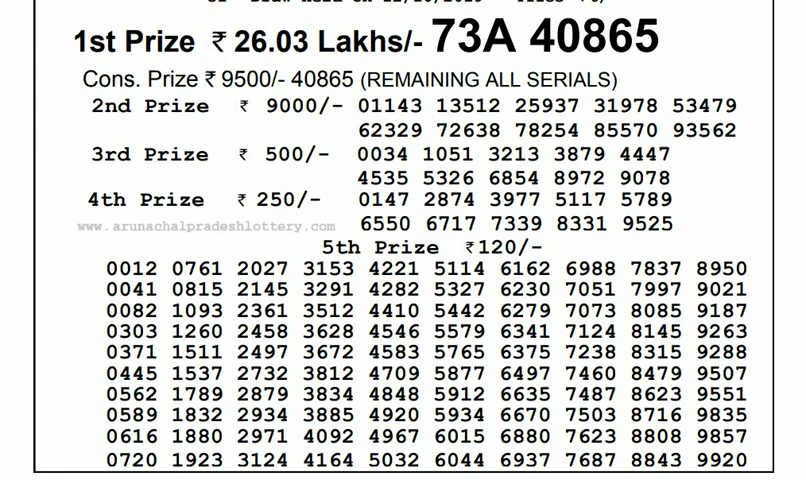 1st Prize ₹ 26.03 Lakhs/- 73A 40865
Cons. Prize ₹ 9500/- 40865 (REMAINING ALL SERIALS)
2nd Prize ₹ 9000/- 01143 13512 25937 31978 53479
62329 72638 78254 85570 93562
3rd Prize ₹ 500/- 0034 1051 3213 3879 4447
4535 5326 6854 8972 9078
4th Prize ₹ 250/- 0147 2874 3977 5117 5789
www.arunachalpradeshlottery.com 6550 6717 7339 8331 9525
5th Prize ₹120/-
0012 0761 2027 3153 4221 5114 6162 6988 7837 8950
0041 0815 2145 3291 4282 5327 6230 7051 7997 9021
0082 1093 2361 3512 4410 5442 6279 7073 8085 9187
0303 1260 2458 3628 4546 5579 6341 7124 8145 9263
0371 1511 2497 3672 4583 5765 6375 7238 8315 9288
0445 1537 2732 3812 4709 5877 6497 7460 8479 9507
0562 1789 2879 3834 4848 5912 6635 7487 8623 9551
0589 1832 2934 3885 4920 5934 6670 7503 8716 9835
0616 1880 2971 4092 4967 6015 6880 7623 8808 9857
0720 1923 3124 4164 5032 6044 6937 7687 8843 9920